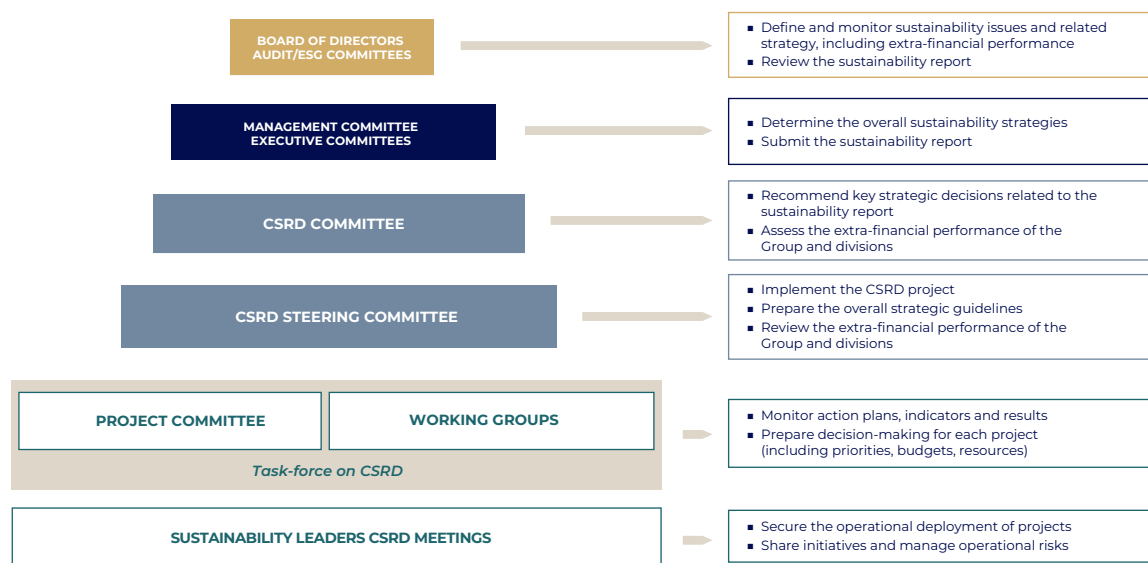 BOARD OF DIRECTORS
AUDIT/ESG COMMITTEES
▪ Define and monitor sustainability issues and related
strategy, including extra-financial performance
▪ Review the sustainability report
MANAGEMENT COMMITTEE
EXECUTIVE COMMITTEES
▪ Determine the overall sustainability strategies
▪ Submit the sustainability report
CSRD COMMITTEE
▪ Recommend key strategic decisions related to the
sustainability report
▪ Assess the extra-financial performance of the
Group and divisions
CSRD STEERING COMMITTEE
▪ Implement the CSRD project
▪ Prepare the overall strategic guidelines
▪ Review the extra-financial performance of the
Group and divisions
PROJECT COMMITTEE
WORKING GROUPS
Task-force on CSRD
▪ Monitor action plans, indicators and results
▪ Prepare decision-making for each project
(including priorities, budgets, resources)
SUSTAINABILITY LEADERS CSRD MEETINGS
▪ Secure the operational deployment of projects
▪ Share initiatives and manage operational risks